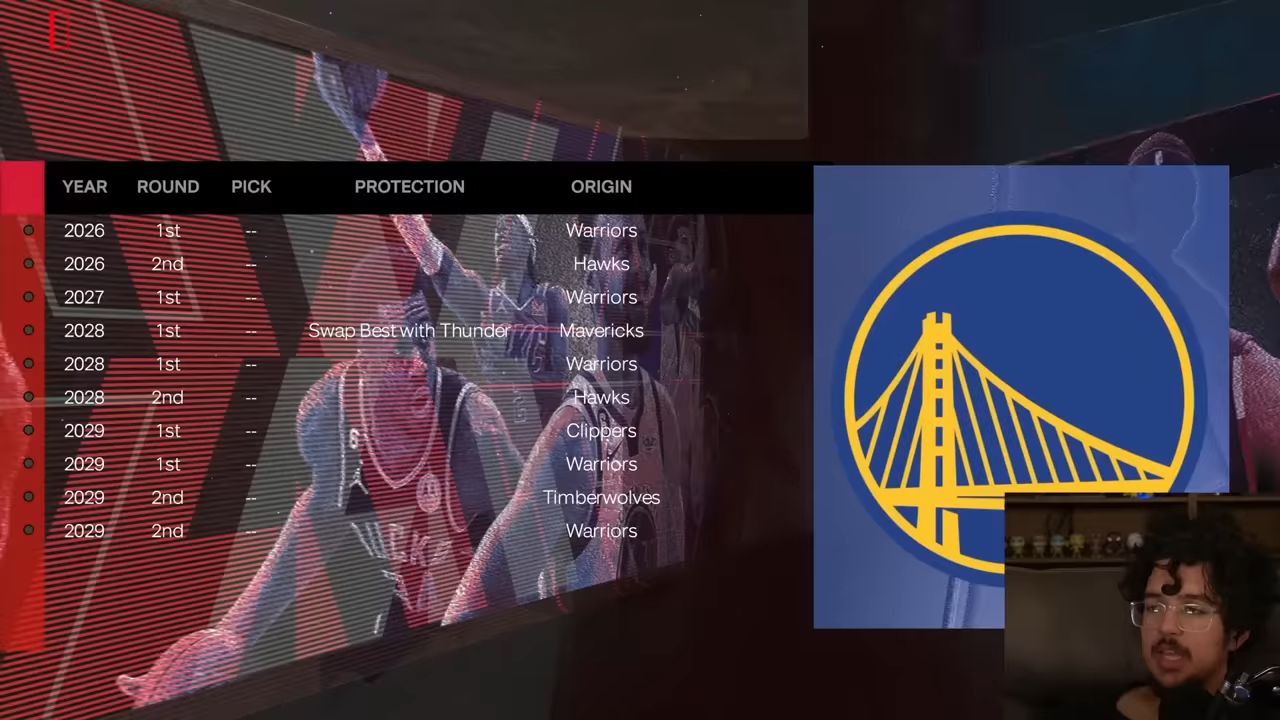 YEAR ROUND PICK PROTECTION ORIGIN
2026 1st -- Warriors
2026 2nd -- Hawks
2027 1st -- Warriors
2028 1st -- Swap Best with Thunder Mavericks
2028 1st -- Warriors
2028 2nd -- Hawks
2029 1st -- Clippers
2029 1st -- Warriors
2029 2nd -- Timberwolves
2029 2nd -- Warriors